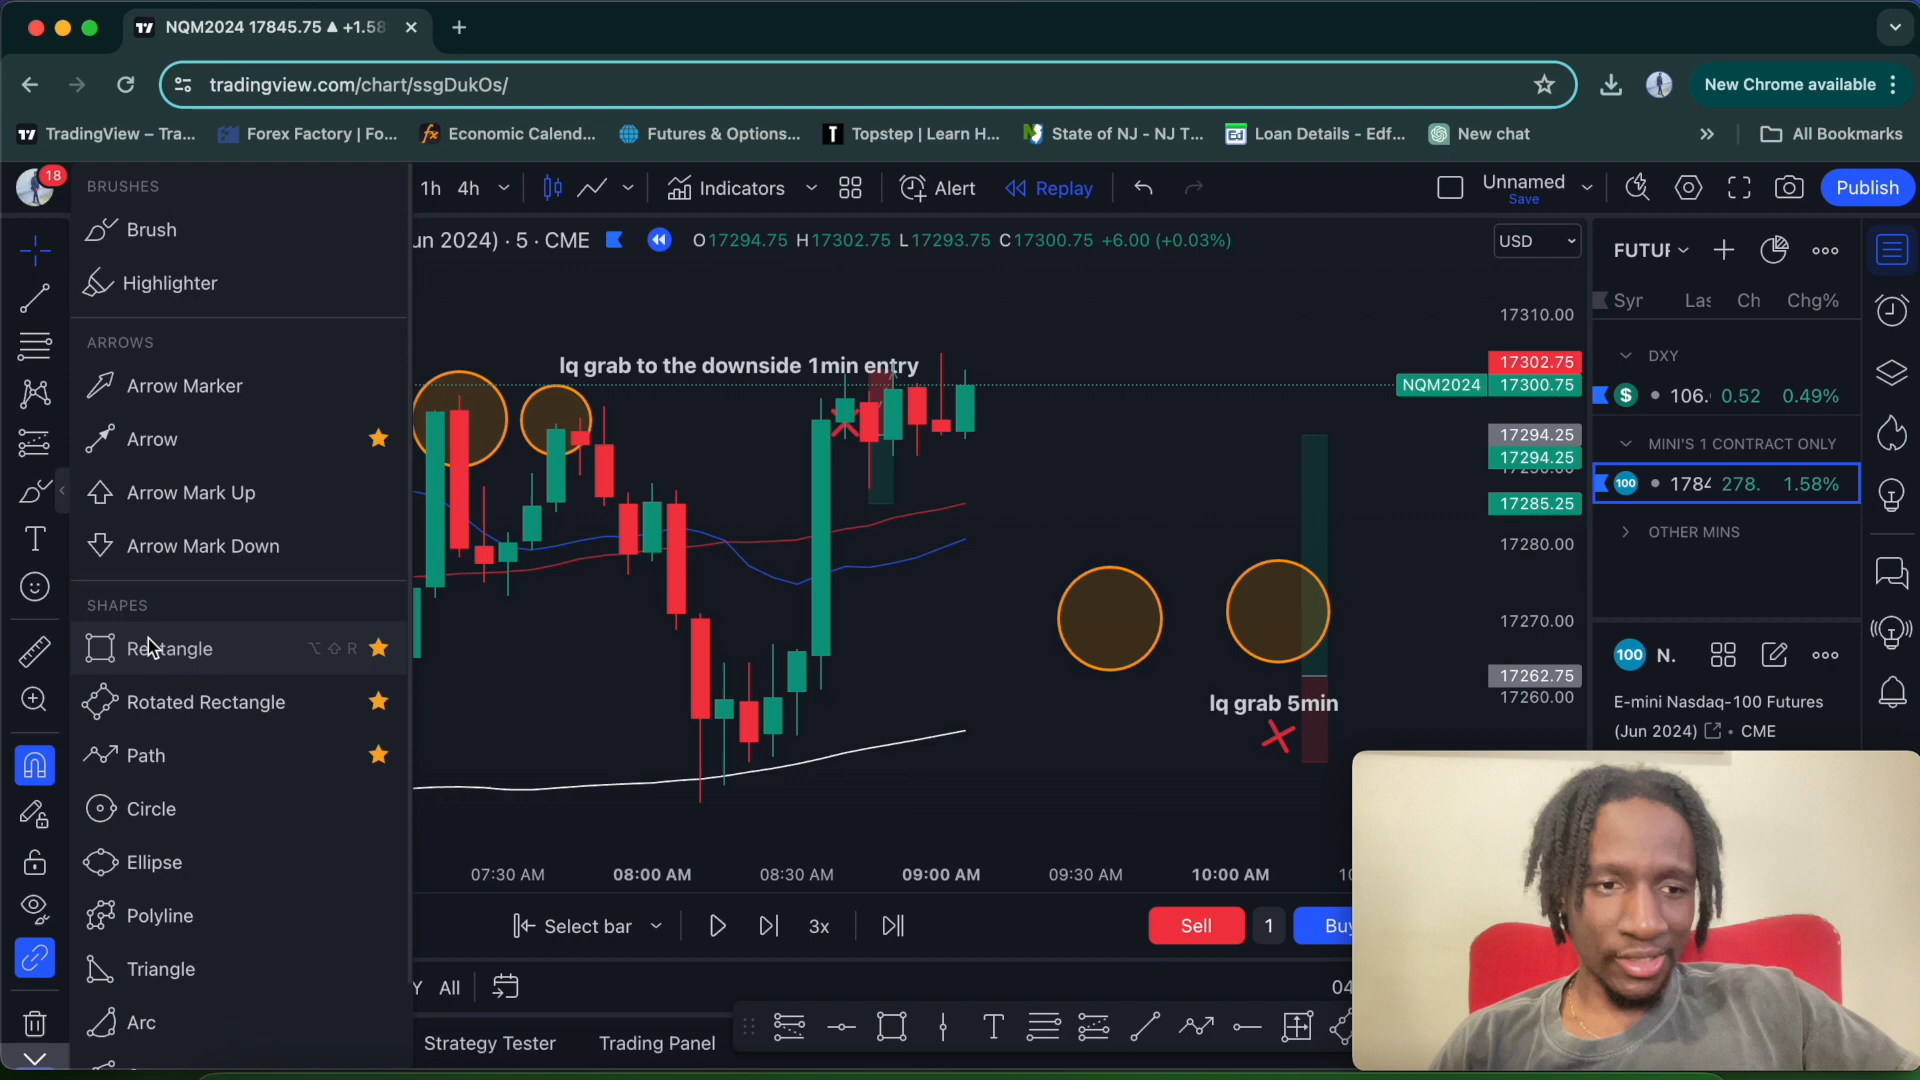 NQM2024 17845.75 ▲ +1.58
tradingview.com/chart/ssgDukOs/
New Chrome available
TradingView – Tra...
Forex Factory | Fo...
Economic Calend...
Futures & Options...
Topstep | Learn H...
State of NJ - NJ T...
Loan Details - Edf...
New chat
All Bookmarks
18
BRUSHES
Brush
Highlighter
ARROWS
Arrow Marker
Arrow
Arrow Mark Up
Arrow Mark Down
SHAPES
Rectangle ⌥ ⇧ R
Rotated Rectangle
Path
Circle
Ellipse
Polyline
Triangle
Arc
1h 4h
Indicators
Alert
Replay
Unnamed
Save
Publish
un 2024) · 5 · CME
O17294.75 H17302.75 L17293.75 C17300.75 +6.00 (+0.03%)
USD
lq grab to the downside 1min entry
lq grab 5min
17310.00
17302.75
NQM2024 17300.75
17294.25
17294.25
17285.25
17280.00
17270.00
17262.75
17260.00
07:30 AM 08:00 AM 08:30 AM 09:00 AM 09:30 AM 10:00 AM 10
Select bar
3x
Sell
1
Buy
Y All
04
Strategy Tester
Trading Panel
FUTUR
Syr Las Ch Chg%
DXY
106. 0.52 0.49%
MINI'S 1 CONTRACT ONLY
100 1784 278. 1.58%
OTHER MINS
100 N.
E-mini Nasdaq-100 Futures
(Jun 2024) • CME